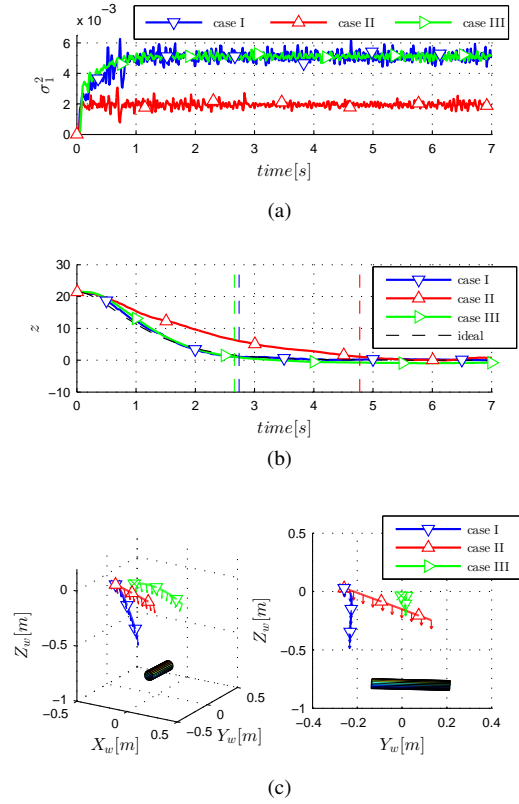 × 10⁻³
case I case II case III
6
4
2
0
σ₁²
0 1 2 3 4 5 6 7
time[s]
(a)
30
20
10
0
−10
z
case I
case II
case III
ideal
0 1 2 3 4 5 6 7
time[s]
(b)
0
−0.5
−1
Z_w[m]
−0.5 0 0.5
X_w[m]
−0.5 0 0.5
Y_w[m]
case I
case II
case III
0.5
0
−0.5
−1
Z_w[m]
−0.4 −0.2 0 0.2 0.4
Y_w[m]
(c)